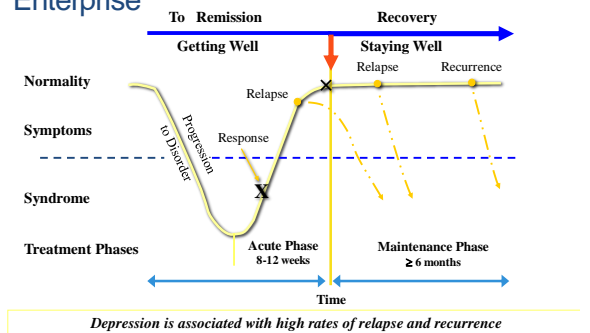 Enterprise
To Remission
Recovery
Getting Well
Staying Well
Relapse
Recurrence
Normality
Relapse
Symptoms
Progression
to Disorder
Response
X
X
Syndrome
Treatment Phases
Acute Phase
8-12 weeks
Maintenance Phase
≥ 6 months
Time
Depression is associated with high rates of relapse and recurrence